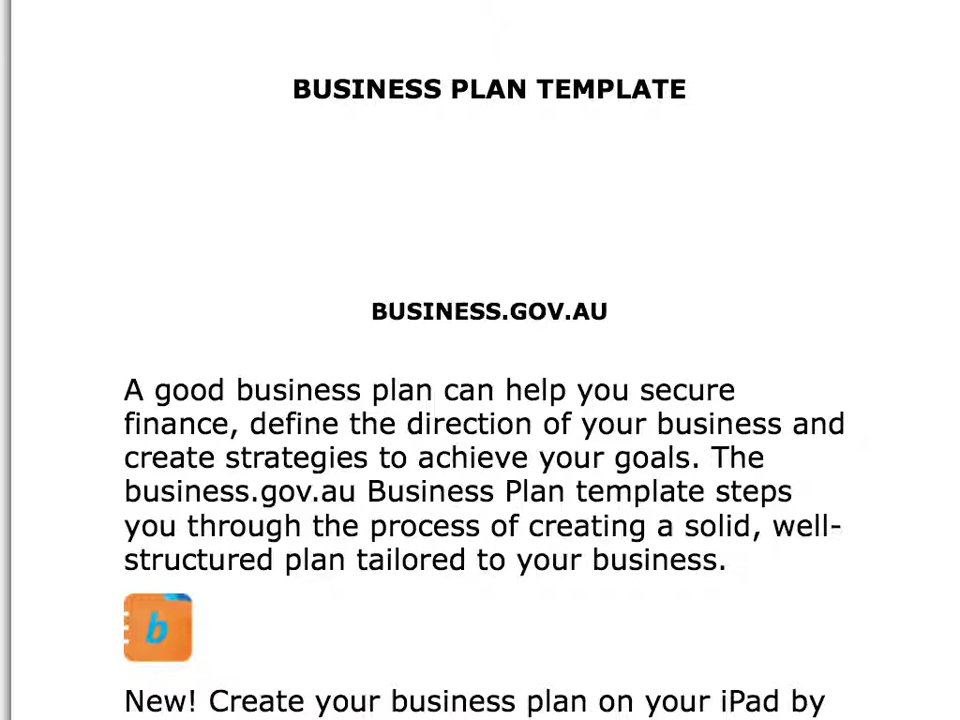 BUSINESS PLAN TEMPLATE
BUSINESS.GOV.AU
A good business plan can help you secure
finance, define the direction of your business and
create strategies to achieve your goals. The
business.gov.au Business Plan template steps
you through the process of creating a solid, well-
structured plan tailored to your business.
b
New! Create your business plan on your iPad by